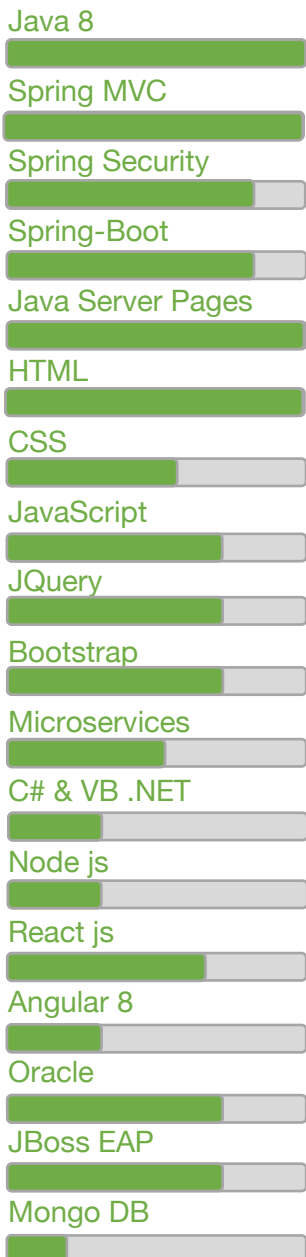 Java 8
Spring MVC
Spring Security
Spring-Boot
Java Server Pages
HTML
CSS
JavaScript
JQuery
Bootstrap
Microservices
C# & VB .NET
Node js
React js
Angular 8
Oracle
JBoss EAP
Mongo DB